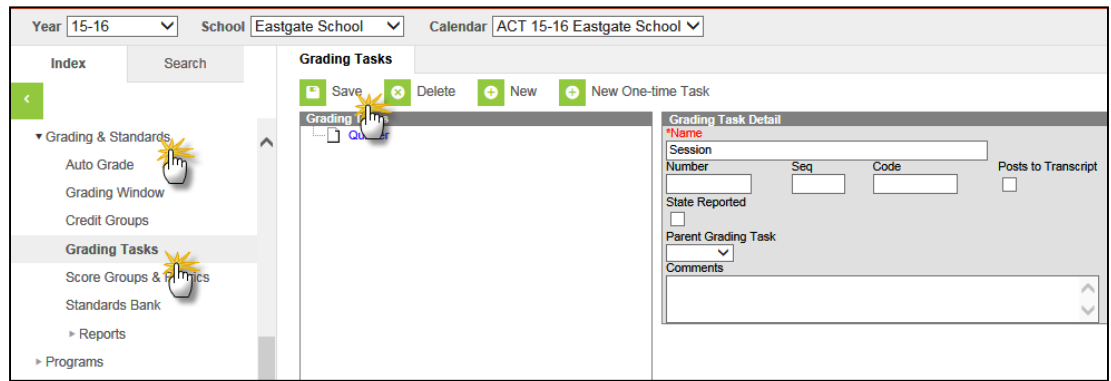 Year 15-16 School Eastgate School Calendar ACT 15-16 Eastgate School
Index Search
Grading & Standards
Auto Grade
Grading Window
Credit Groups
Grading Tasks
Score Groups &
Standards Bank
Reports
Programs
Grading Tasks
Save Delete New New One-time Task
Grading
Grading Task Detail
*Name
Session
Number Seq Code Posts to Transcript
State Reported
Parent Grading Task
Comments